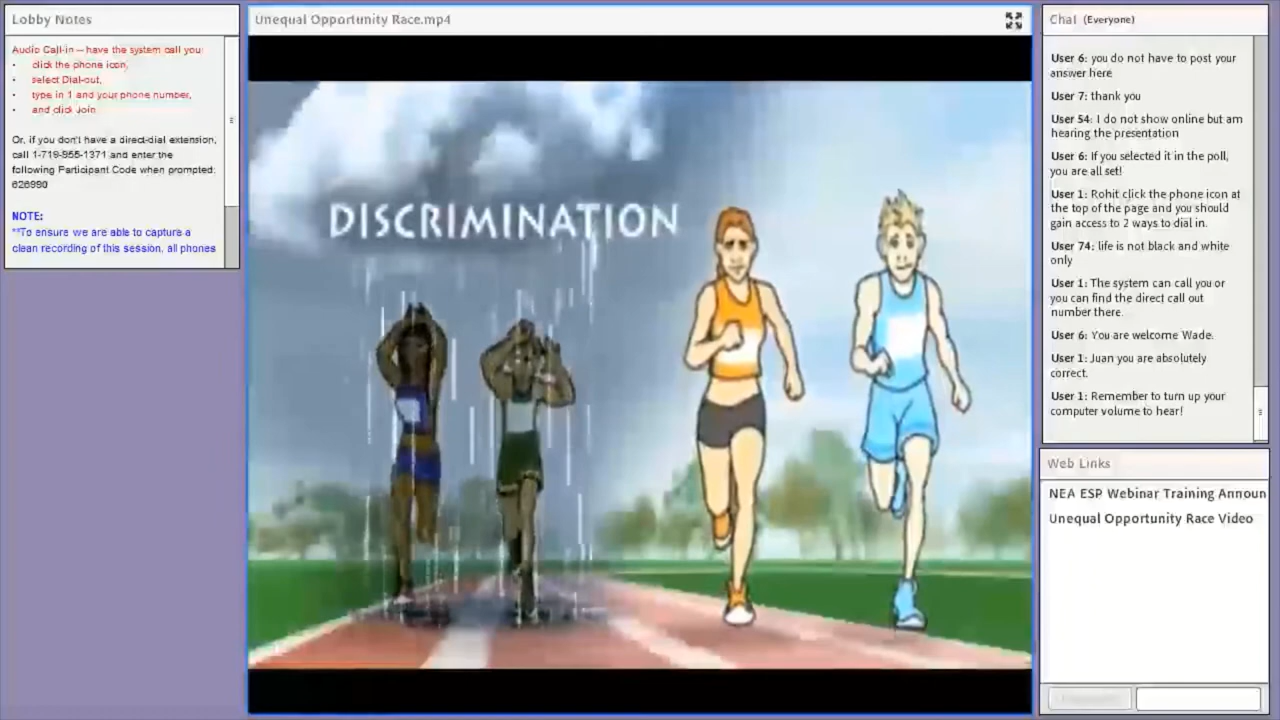 Lobby Notes
Audio Call-in – have the system call you:
• click the phone icon,
• select Dial-out,
• type in 1 and your phone number,
• and click Join.
Or, if you don't have a direct-dial extension,
call 1-719-955-1371 and enter the
following Participant Code when prompted:
626990
NOTE:
**To ensure we are able to capture a
clean recording of this session, all phones
Unequal Opportunity Race.mp4
DISCRIMINATION
Chat (Everyone)
User 6: you do not have to post your
answer here
User 7: thank you
User 54: I do not show online but am
hearing the presentation
User 6: If you selected it in the poll,
you are all set!
User 1: Rohit click the phone icon at
the top of the page and you should
gain access to 2 ways to dial in.
User 74: life is not black and white
only
User 1: The system can call you or
you can find the direct call out
number there.
User 6: You are welcome Wade.
User 1: Juan you are absolutely
correct.
User 1: Remember to turn up your
computer volume to hear!
Web Links
NEA ESP Webinar Training Announ
Unequal Opportunity Race Video